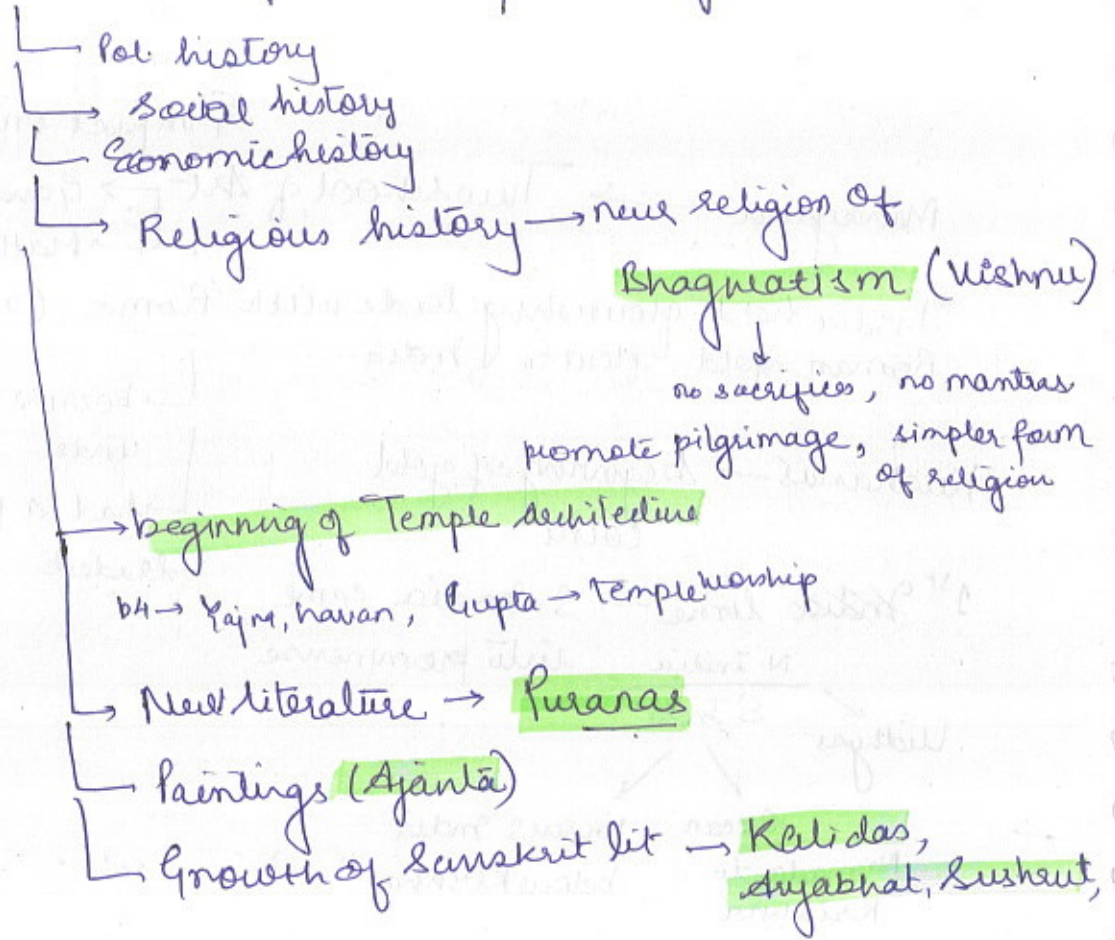 Pol. history
Social history
Economic history
Religious history → new religion of
Bhagwatism (Vishnu)
no sacrifices, no mantras
promote pilgrimage, simpler form
of religion
beginning of Temple Architecture
b4 → Yajna, havan, Gupta → Temple worship
New literature → Puranas
Paintings (Ajanta)
Growth of Sanskrit lit → Kalidas,
Aryabhat, Sushrut,